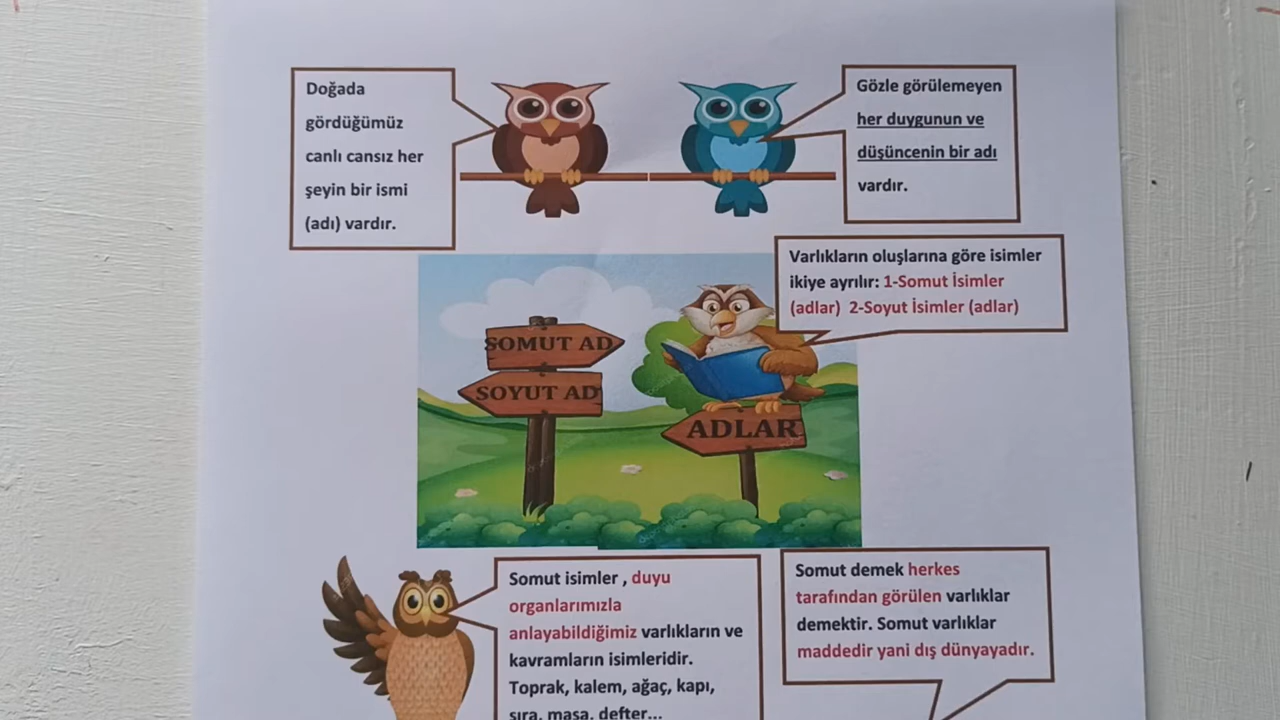 Doğada
gördüğümüz
canlı cansız her
şeyin bir ismi
(adı) vardır.
Gözle görülemeyen
her duygunun ve
düşüncenin bir adı
vardır.
Varlıkların oluşlarına göre isimler
ikiye ayrılır: 1-Somut İsimler
(adlar) 2-Soyut İsimler (adlar)
SOMUT AD
SOYUT AD
ADLAR
Somut isimler , duyu
organlarımızla
anlayabildiğimiz varlıkların ve
kavramların isimleridir.
Toprak, kalem, ağaç, kapı,
sıra, masa, defter...
Somut demek herkes
tarafından görülen varlıklar
demektir. Somut varlıklar
maddedir yani dış dünyayadır.